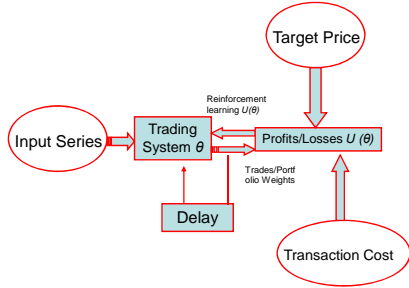 Target Price
Reinforcement
learning U(θ)
Trading
System θ
Input Series
Profits/Losses U (θ)
Trades/Portf
olio Weights
Delay
Transaction Cost